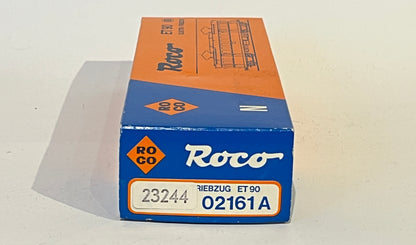 ET 90
Roco
RO
CO
N
RO
CO
Roco
23244
RIEBZUG ET 90
02161A